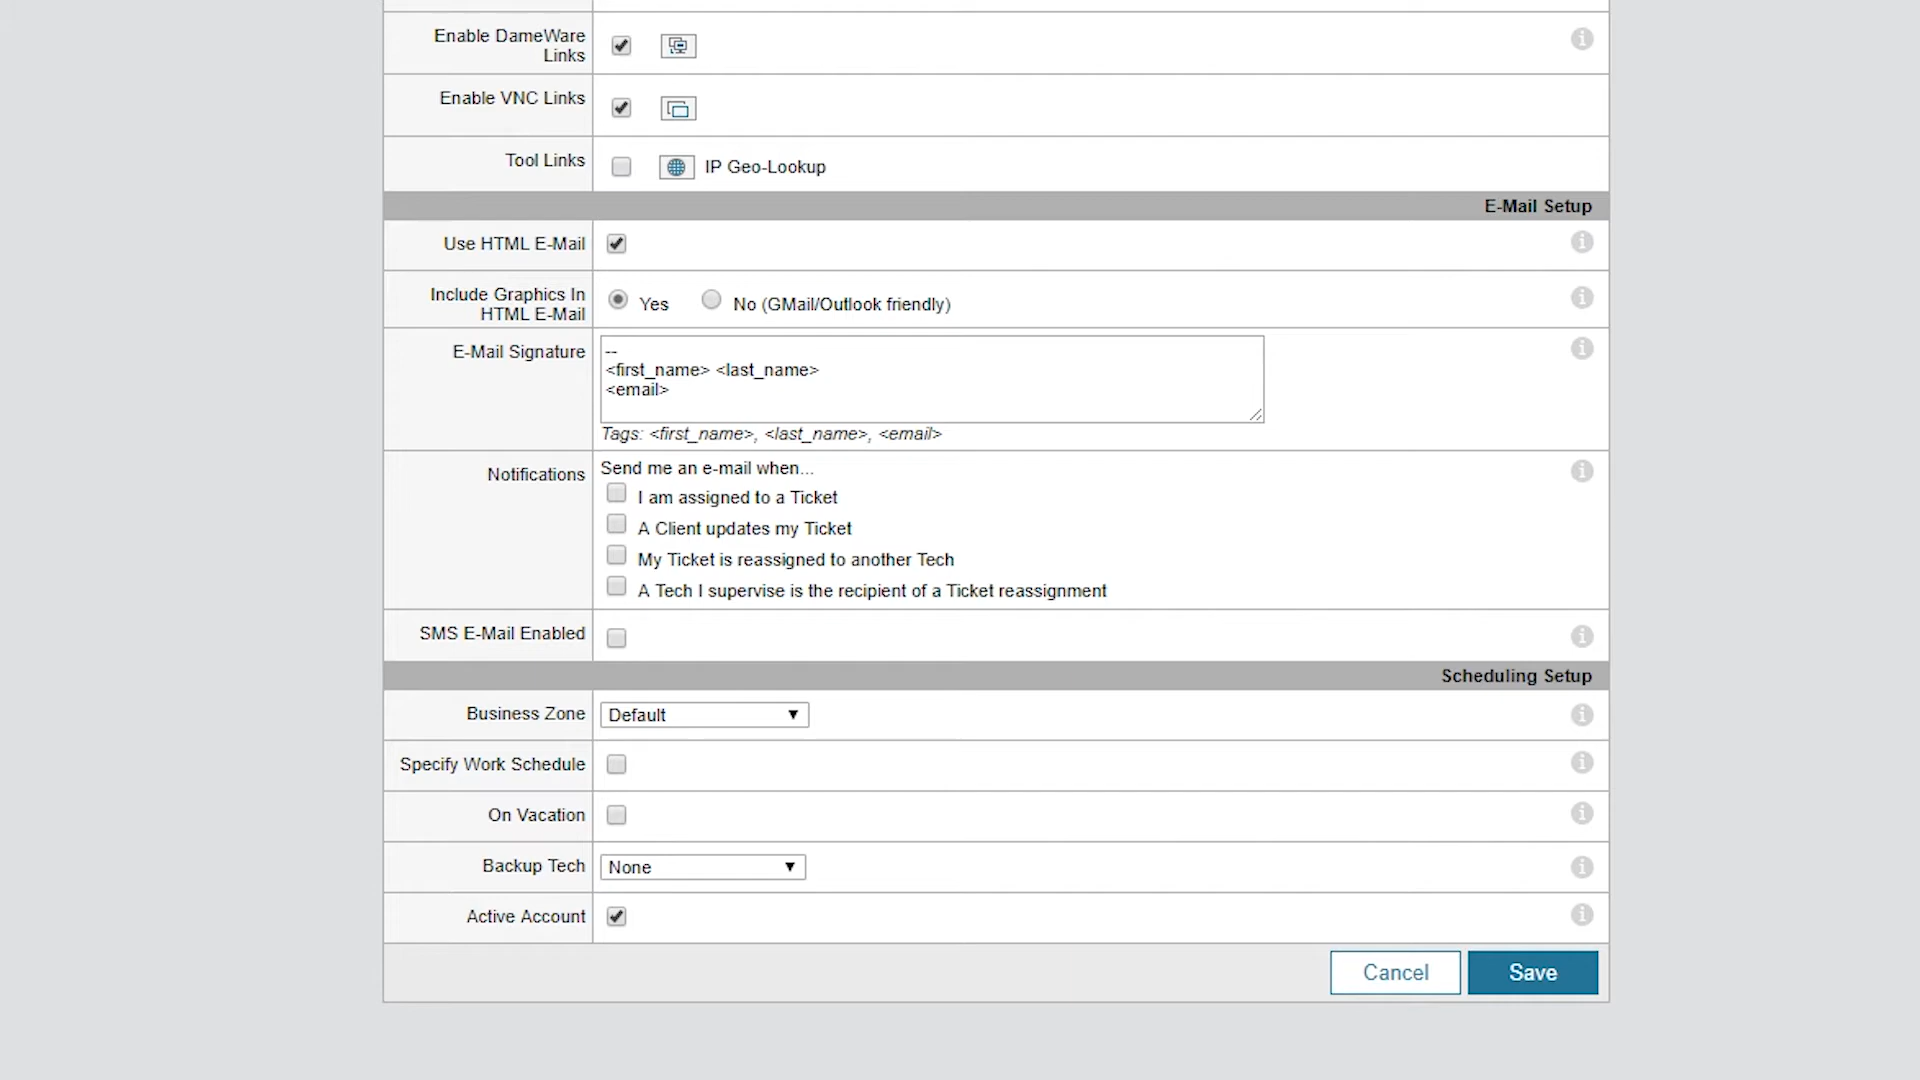 Enable DameWare
Links
Enable VNC Links
Tool Links
IP Geo-Lookup
E-Mail Setup
Use HTML E-Mail
Include Graphics In
HTML E-Mail
Yes
No (GMail/Outlook friendly)
E-Mail Signature
--
<first_name> <last_name>
<email>
Tags: <first_name>, <last_name>, <email>
Notifications
Send me an e-mail when...
I am assigned to a Ticket
A Client updates my Ticket
My Ticket is reassigned to another Tech
A Tech I supervise is the recipient of a Ticket reassignment
SMS E-Mail Enabled
Scheduling Setup
Business Zone
Default
Specify Work Schedule
On Vacation
Backup Tech
None
Active Account
Cancel
Save